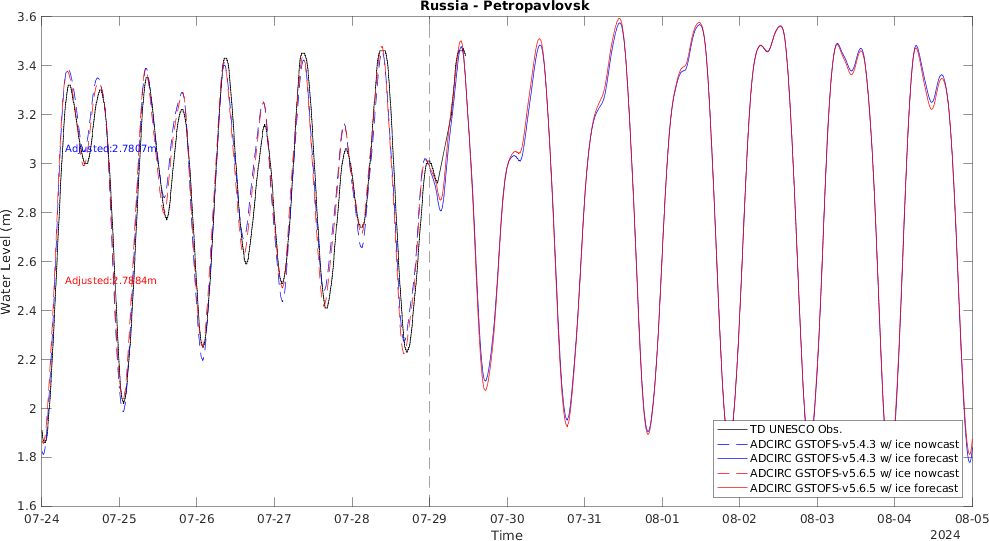 Russia - Petropavlovsk
3.6
3.4
3.2
3
2.8
2.6
2.4
2.2
2
1.8
1.6
Water Level (m)
Adjusted:2.7807m
Adjusted:2.7884m
TD UNESCO Obs.
ADCIRC GSTOFS-v5.4.3 w/ ice nowcast
ADCIRC GSTOFS-v5.4.3 w/ ice forecast
ADCIRC GSTOFS-v5.6.5 w/ ice nowcast
ADCIRC GSTOFS-v5.6.5 w/ ice forecast
07-24 07-25 07-26 07-27 07-28 07-29 07-30 07-31 08-01 08-02 08-03 08-04 08-05
Time
2024